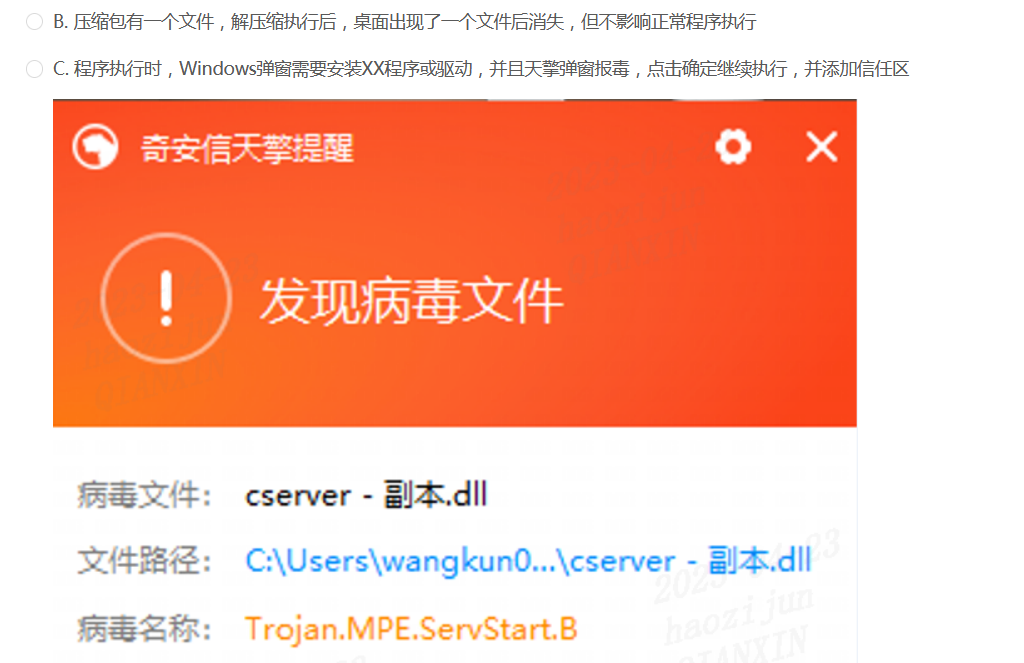 B. 压缩包有一个文件，解压缩执行后，桌面出现了一个文件后消失，但不影响正常程序执行
C. 程序执行时，Windows弹窗需要安装XX程序或驱动，并且天擎弹窗报毒，点击确定继续执行，并添加信任区
奇安信天擎提醒
发现病毒文件
病毒文件： cserver - 副本.dll
文件路径： C:\Users\wangkun0...\cserver - 副本.dll
病毒名称： Trojan.MPE.ServStart.B
haozijun
QIANXIN